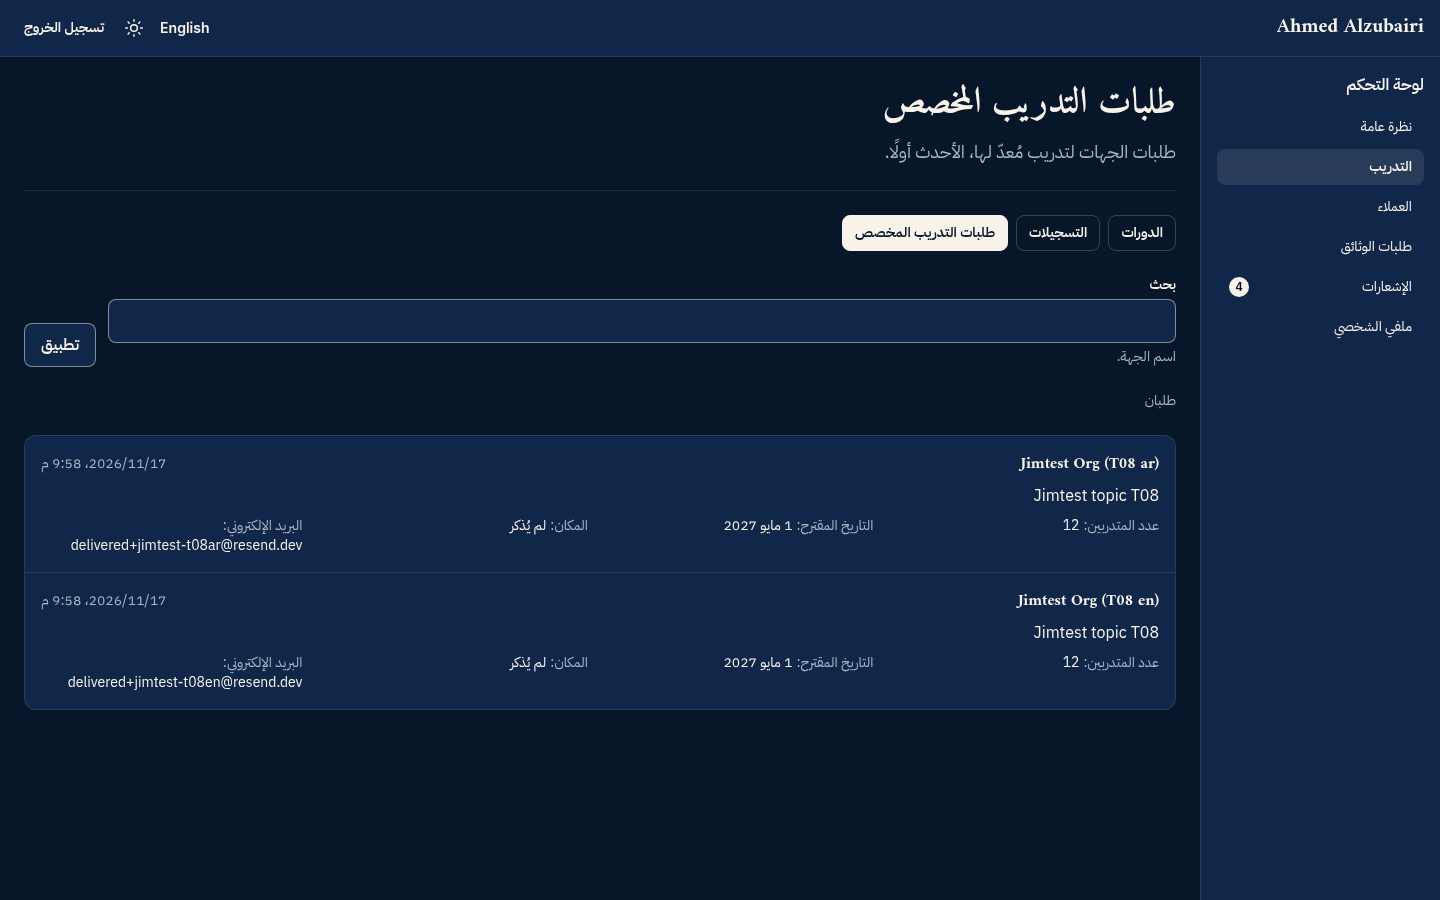 Ahmed Alzubairi
English
تسجيل الخروج
لوحة التحكم
نظرة عامة
التدريب
العملاء
طلبات الوثائق
الإشعارات 4
ملفي الشخصي
طلبات التدريب المخصص
طلبات الجهات لتدريب مُعدّ لها، الأحدث أولًا.
الدورات
التسجيلات
طلبات التدريب المخصص
بحث
تطبيق
اسم الجهة.
طلبان
Jimtest Org (T08 ar)
2026/11/17، 9:58 م
Jimtest topic T08
عدد المتدربين: 12
التاريخ المقترح: 1 مايو 2027
المكان: لم يُذكر
البريد الإلكتروني:
delivered+jimtest-t08ar@resend.dev
Jimtest Org (T08 en)
2026/11/17، 9:58 م
Jimtest topic T08
عدد المتدربين: 12
التاريخ المقترح: 1 مايو 2027
المكان: لم يُذكر
البريد الإلكتروني:
delivered+jimtest-t08en@resend.dev